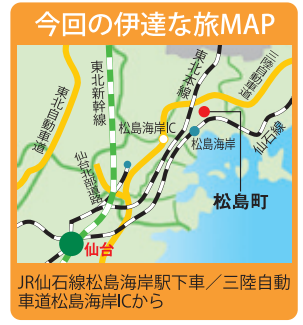 今回の伊達な旅MAP
東北自動車道
東北新幹線
東北本線
三陸自動車道
松島海岸IC
松島海岸
仙石線
仙台北部道路
松島町
仙台
JR仙石線松島海岸駅下車／三陸自動
車道松島海岸ICから